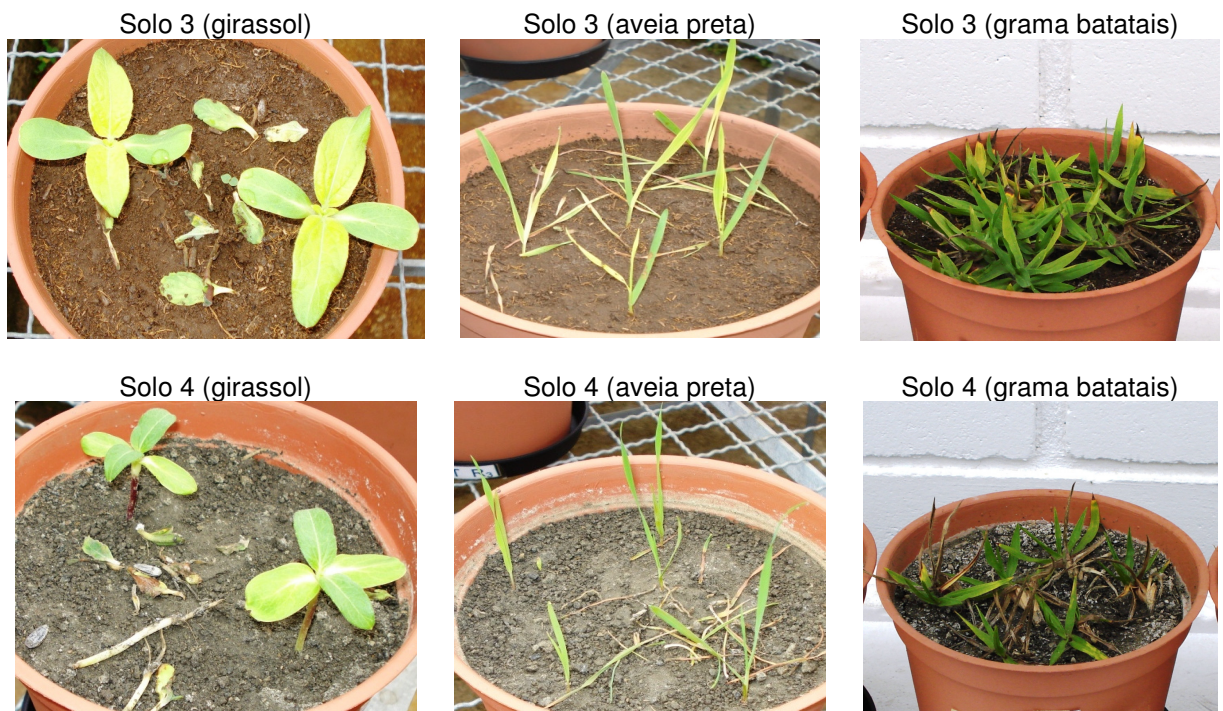 Solo 3 (girassol)
Solo 3 (aveia preta)
Solo 3 (grama batatais)
Solo 4 (girassol)
Solo 4 (aveia preta)
Solo 4 (grama batatais)
T R3